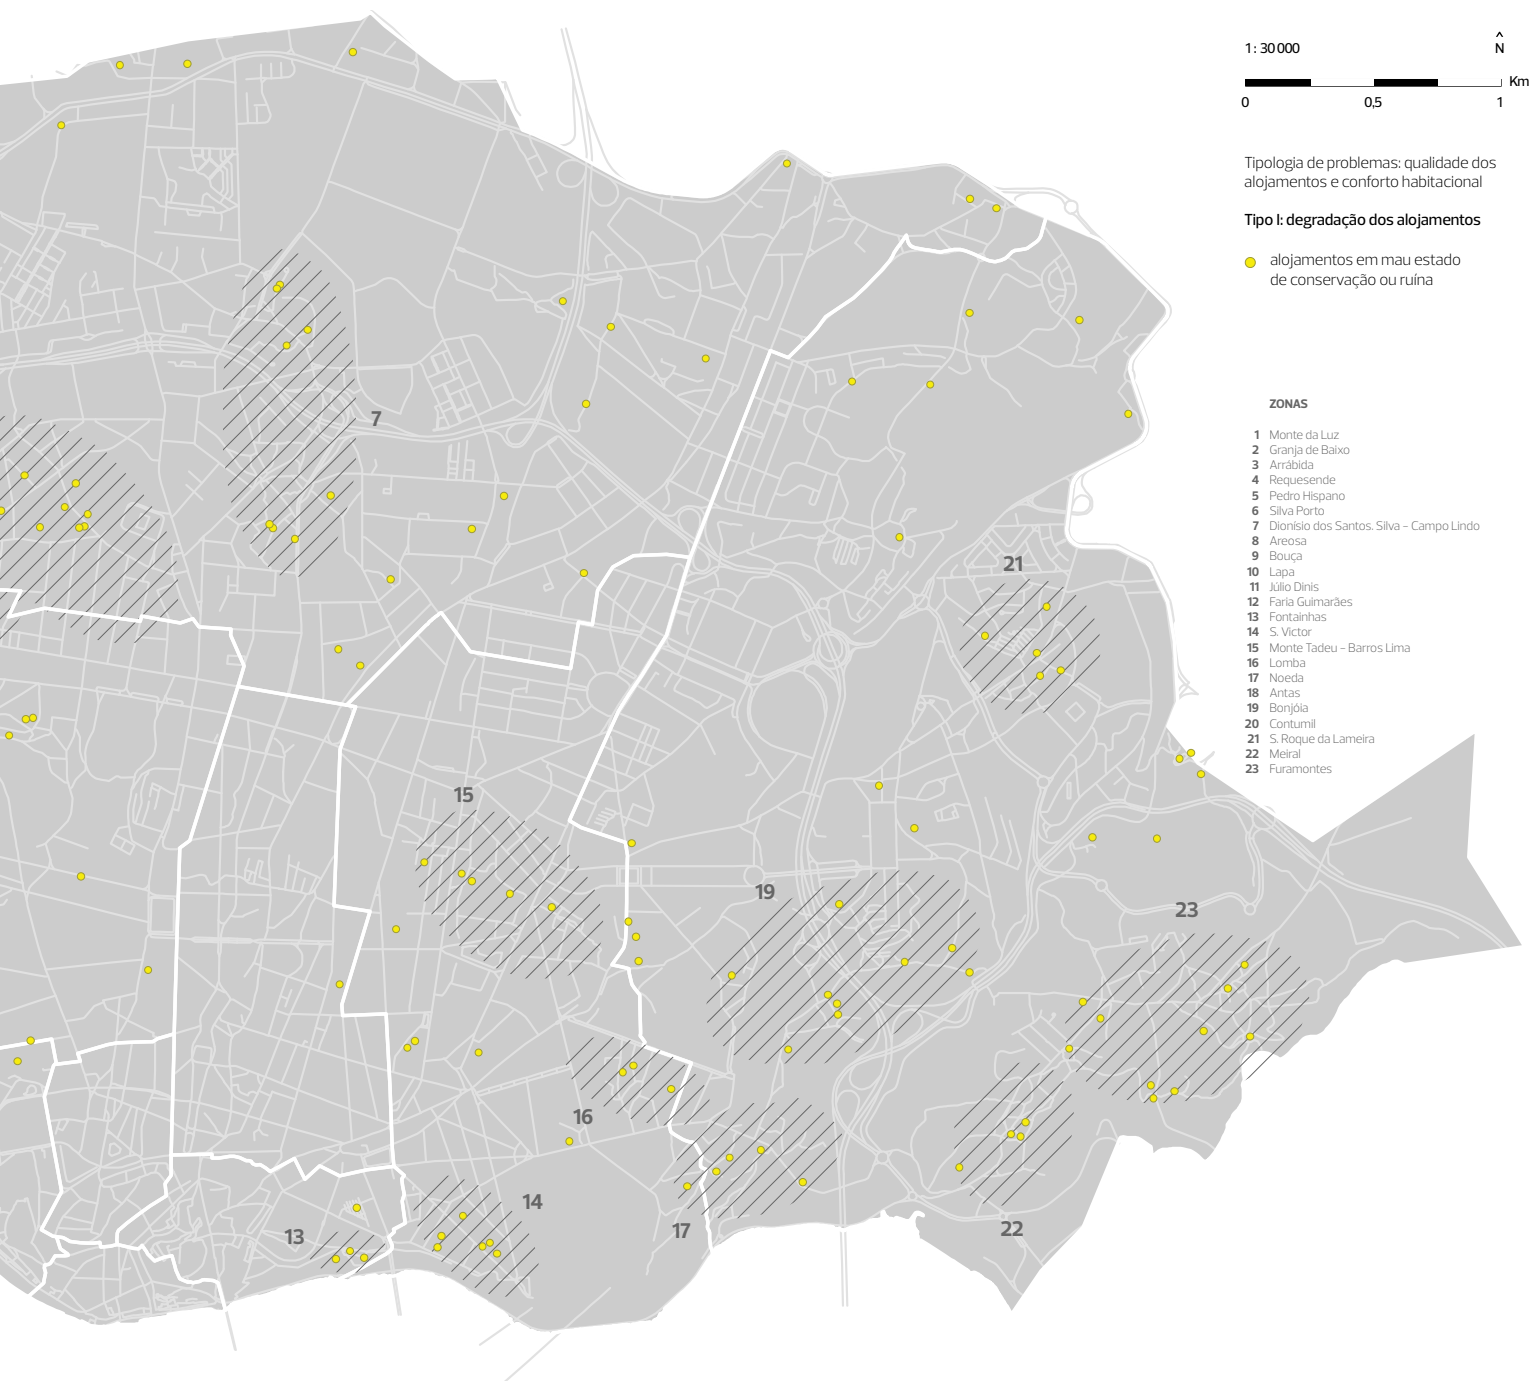 1 : 30 000
N
Km
0 0,5 1
Tipologia de problemas: qualidade dos
alojamentos e conforto habitacional
Tipo I: degradação dos alojamentos
alojamentos em mau estado
de conservação ou ruína
ZONAS
1 Monte da Luz
2 Granja de Baixo
3 Arrábida
4 Requesende
5 Pedro Hispano
6 Silva Porto
7 Dionísio dos Santos. Silva – Campo Lindo
8 Areosa
9 Bouça
10 Lapa
11 Júlio Dinis
12 Faria Guimarães
13 Fontainhas
14 S. Victor
15 Monte Tadeu – Barros Lima
16 Lomba
17 Noeda
18 Antas
19 Bonjóia
20 Contumil
21 S. Roque da Lameira
22 Meiral
23 Furamontes
7
21
15
19
23
16
14
13
17
22